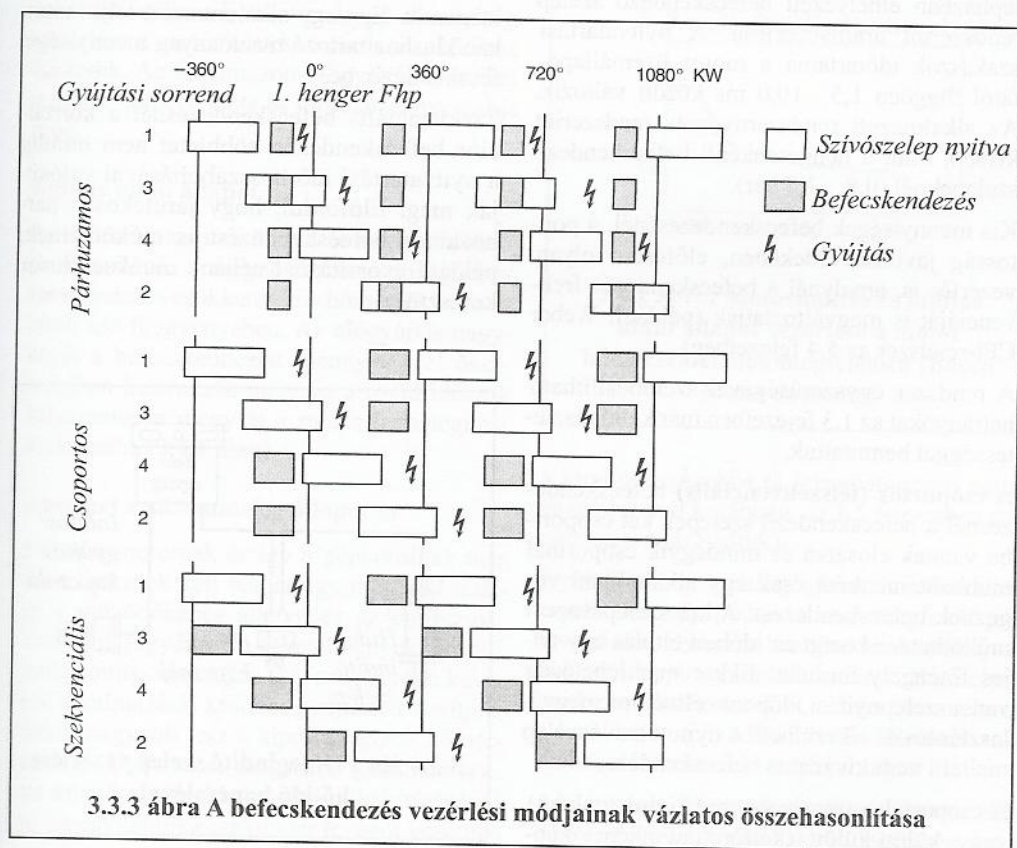 -360° 0° 360° 720° 1080° KW
Gyújtási sorrend 1. henger Fhp
Párhuzamos
1
3
4
2
Csoportos
1
3
4
2
Szekvenciális
1
3
4
2
Szívószelep nyitva
Befecskendezés
Gyújtás
3.3.3 ábra A befecskendezés vezérlési módjainak vázlatos összehasonlítása